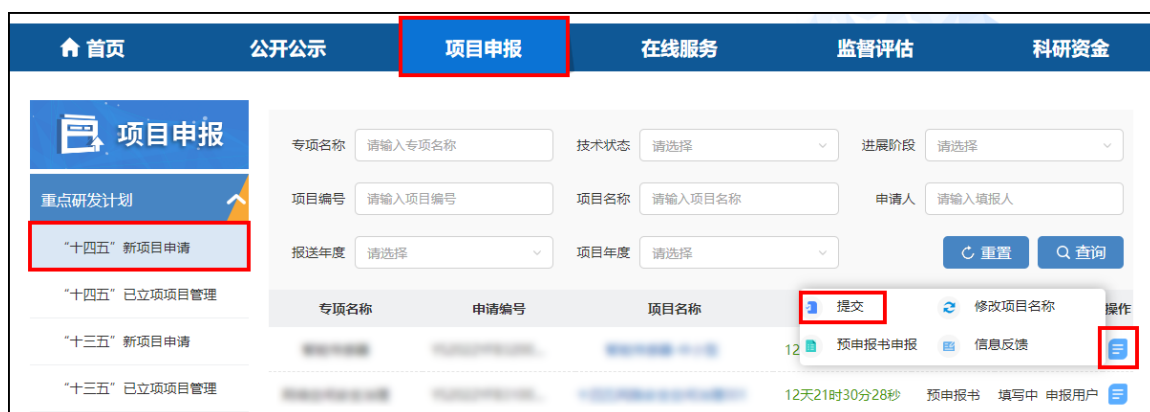 首页 公开公示 项目申报 在线服务 监督评估 科研资金
项目申报
专项名称 请输入专项名称 技术状态 请选择 进展阶段 请选择
重点研发计划
项目编号 请输入项目编号 项目名称 请输入项目名称 申请人 请输入填报人
“十四五”新项目申请
报送年度 请选择 项目年度 请选择 重置 查询
“十四五”已立项项目管理
专项名称 申请编号 项目名称 操作
提交 修改项目名称
“十三五”新项目申请
预申报书申报 信息反馈
12
“十三五”已立项项目管理
12天21时30分28秒 预申报书 填写中 申报用户